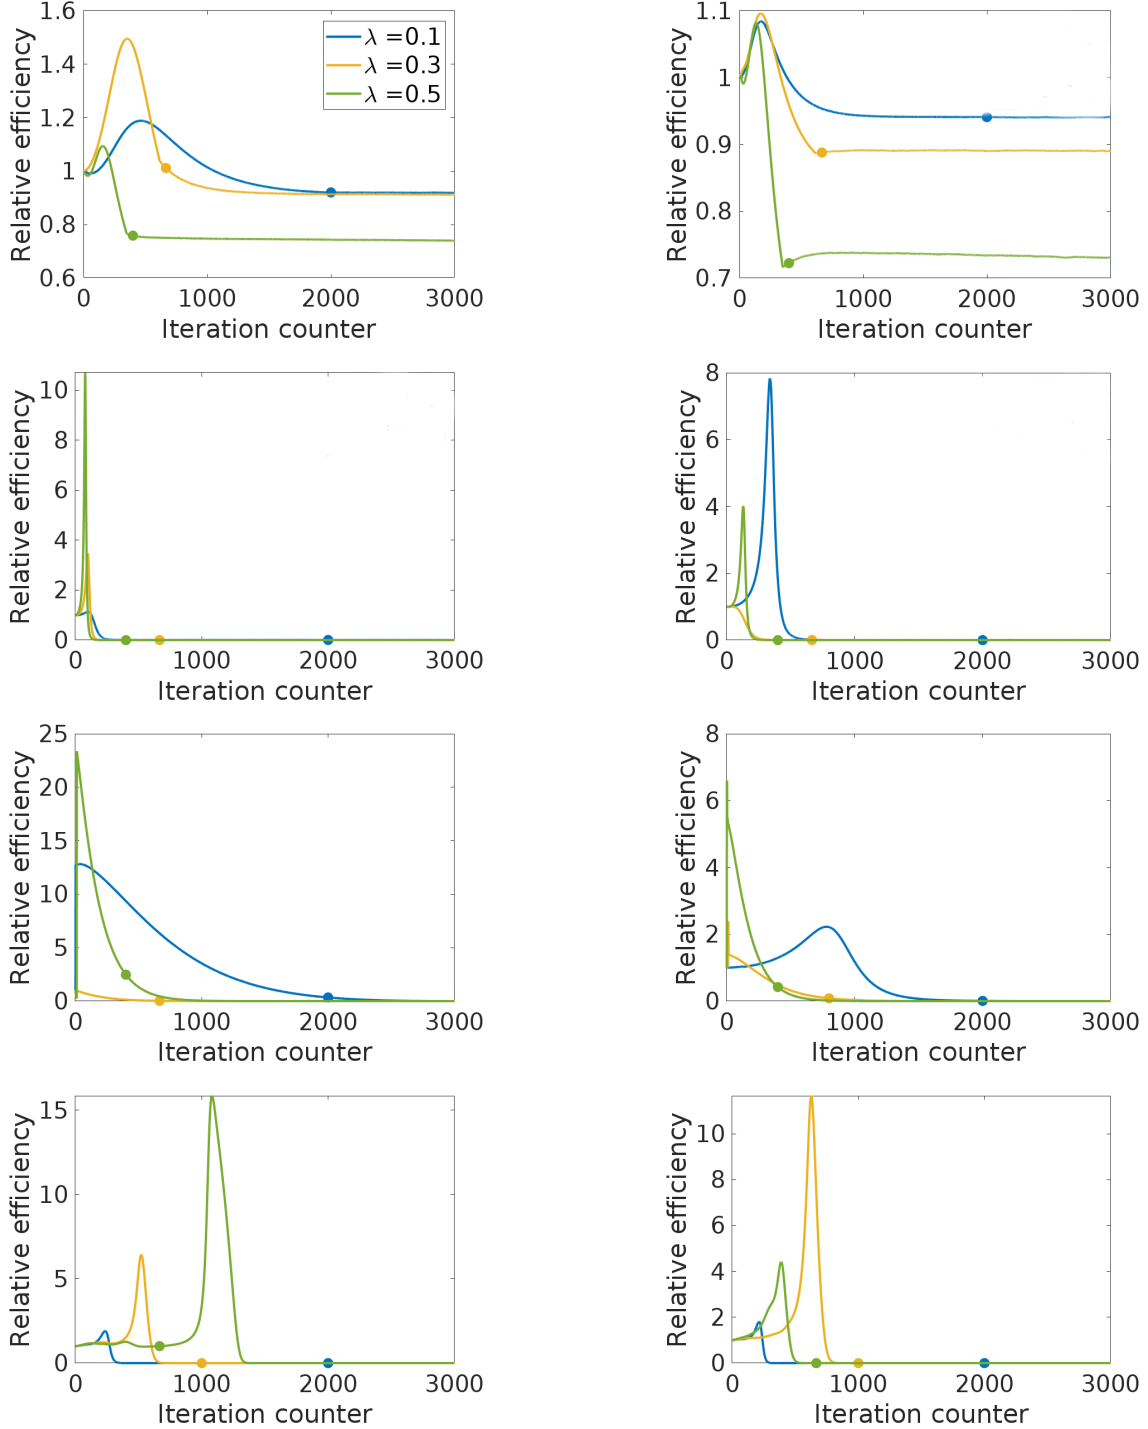 1.6
1.4
1.2
1
0.8
0.6
Relative efficiency
λ =0.1
λ =0.3
λ =0.5
0 1000 2000 3000
Iteration counter
1.1
1
0.9
0.8
0.7
Relative efficiency
0 1000 2000 3000
Iteration counter
10
8
6
4
2
0
Relative efficiency
0 1000 2000 3000
Iteration counter
8
6
4
2
0
Relative efficiency
0 1000 2000 3000
Iteration counter
25
20
15
10
5
0
Relative efficiency
0 1000 2000 3000
Iteration counter
8
6
4
2
0
Relative efficiency
0 1000 2000 3000
Iteration counter
15
10
5
0
Relative efficiency
0 1000 2000 3000
Iteration counter
10
8
6
4
2
0
Relative efficiency
0 1000 2000 3000
Iteration counter